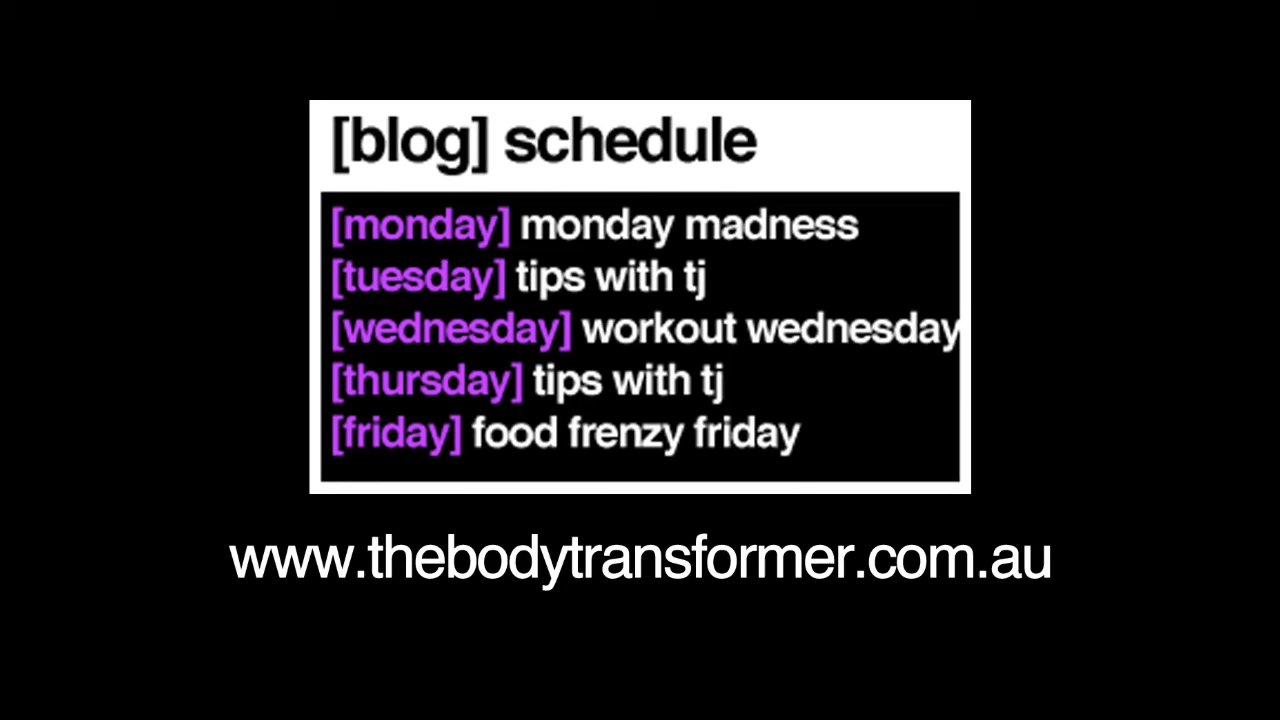 [blog] schedule
[monday] monday madness
[tuesday] tips with tj
[wednesday] workout wednesday
[thursday] tips with tj
[friday] food frenzy friday
www.thebodytransformer.com.au